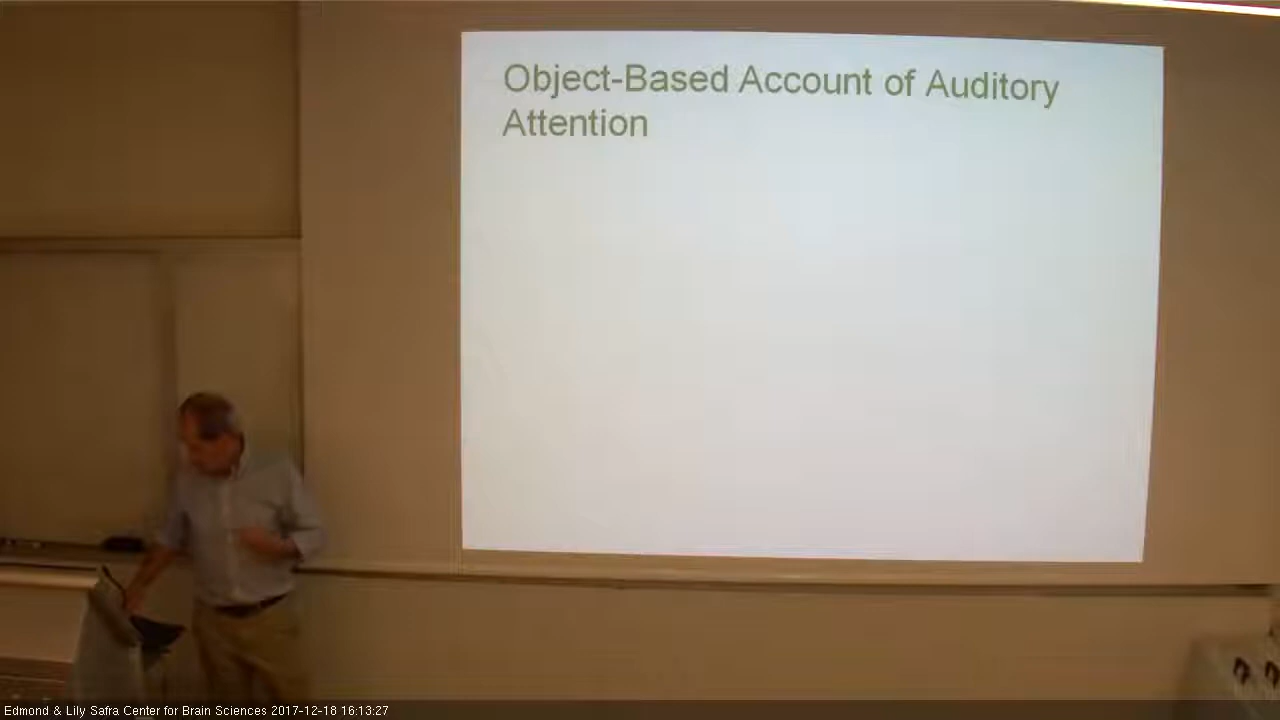 Object-Based Account of Auditory
Attention
Edmond & Lily Safra Center for Brain Sciences 2017-12-18 16:13:27